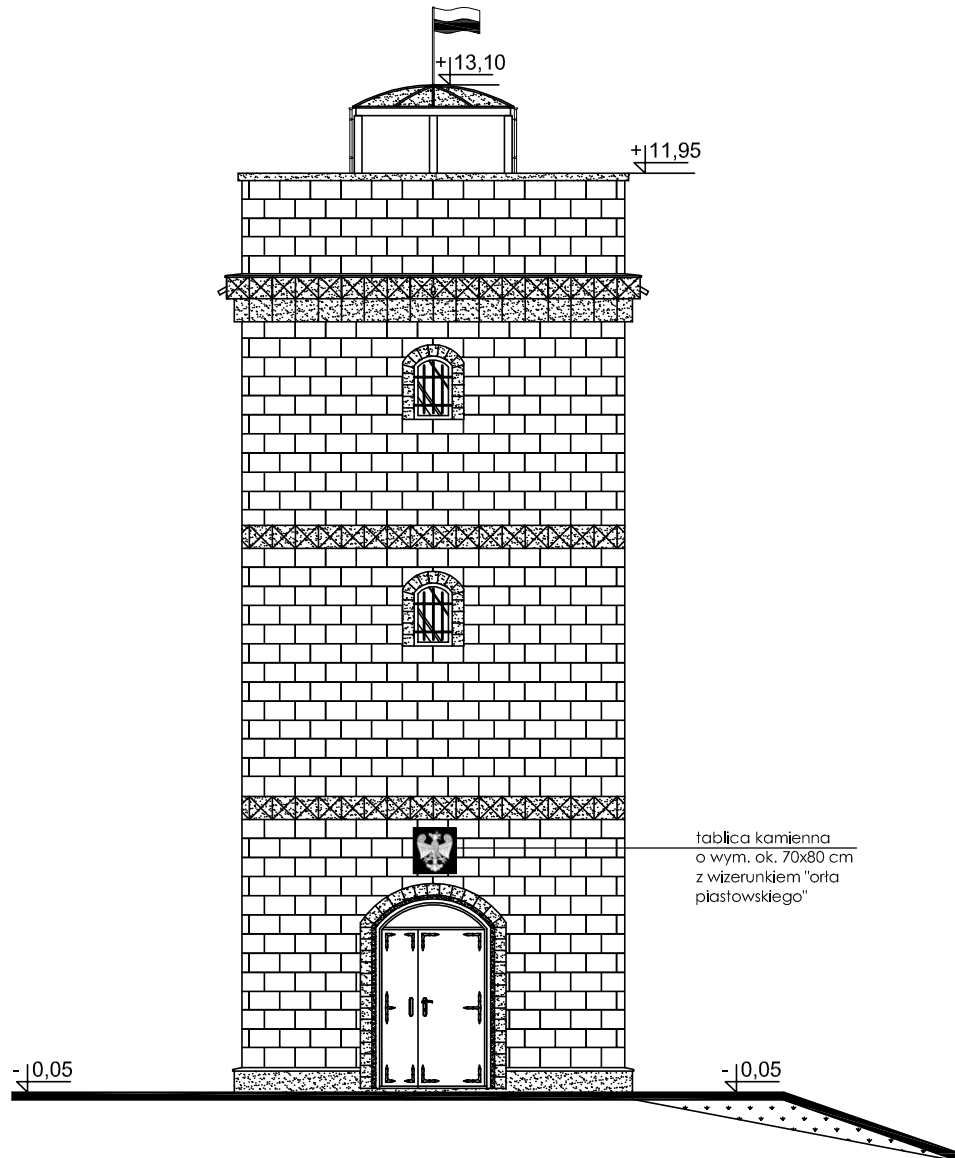 +13,10
+11,95
tablica kamienna
o wym. ok. 70x80 cm
z wizerunkiem "orła
piastowskiego"
- 0,05
- 0,05